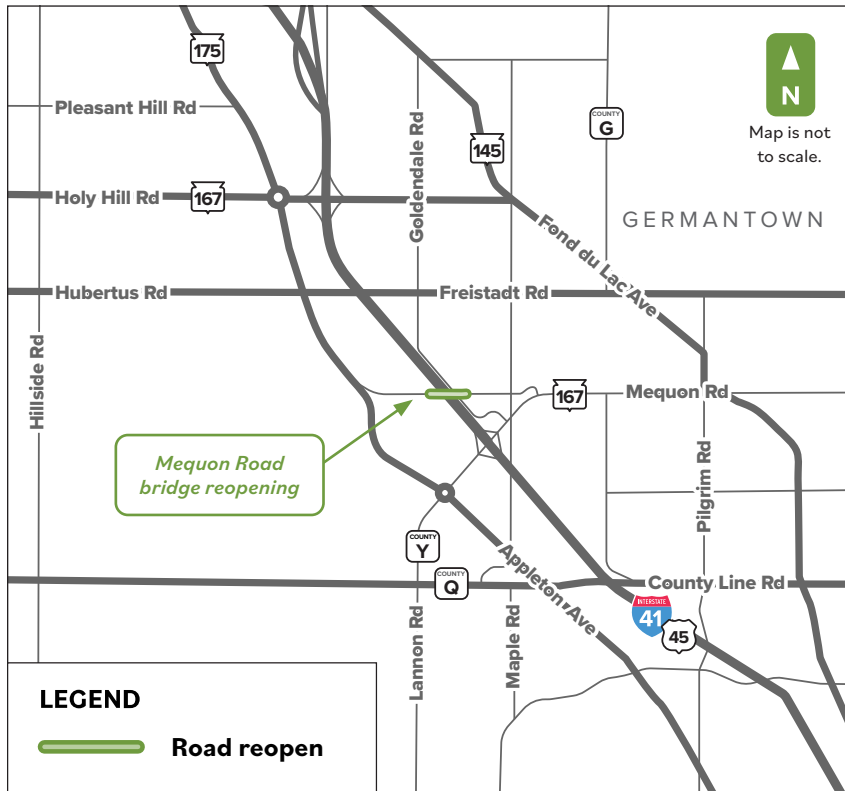 175
Pleasant Hill Rd
Goldendale Rd
145
COUNTY
G
N
Map is not
to scale.
Holy Hill Rd
167
GERMANTOWN
Fond du Lac Ave
Hubertus Rd
Freistadt Rd
Hillside Rd
167
Mequon Rd
Mequon Road
bridge reopening
Pilgrim Rd
COUNTY
Y
COUNTY
Q
Appleton Ave
County Line Rd
INTERSTATE
41
45
Lannon Rd
Maple Rd
LEGEND
Road reopen